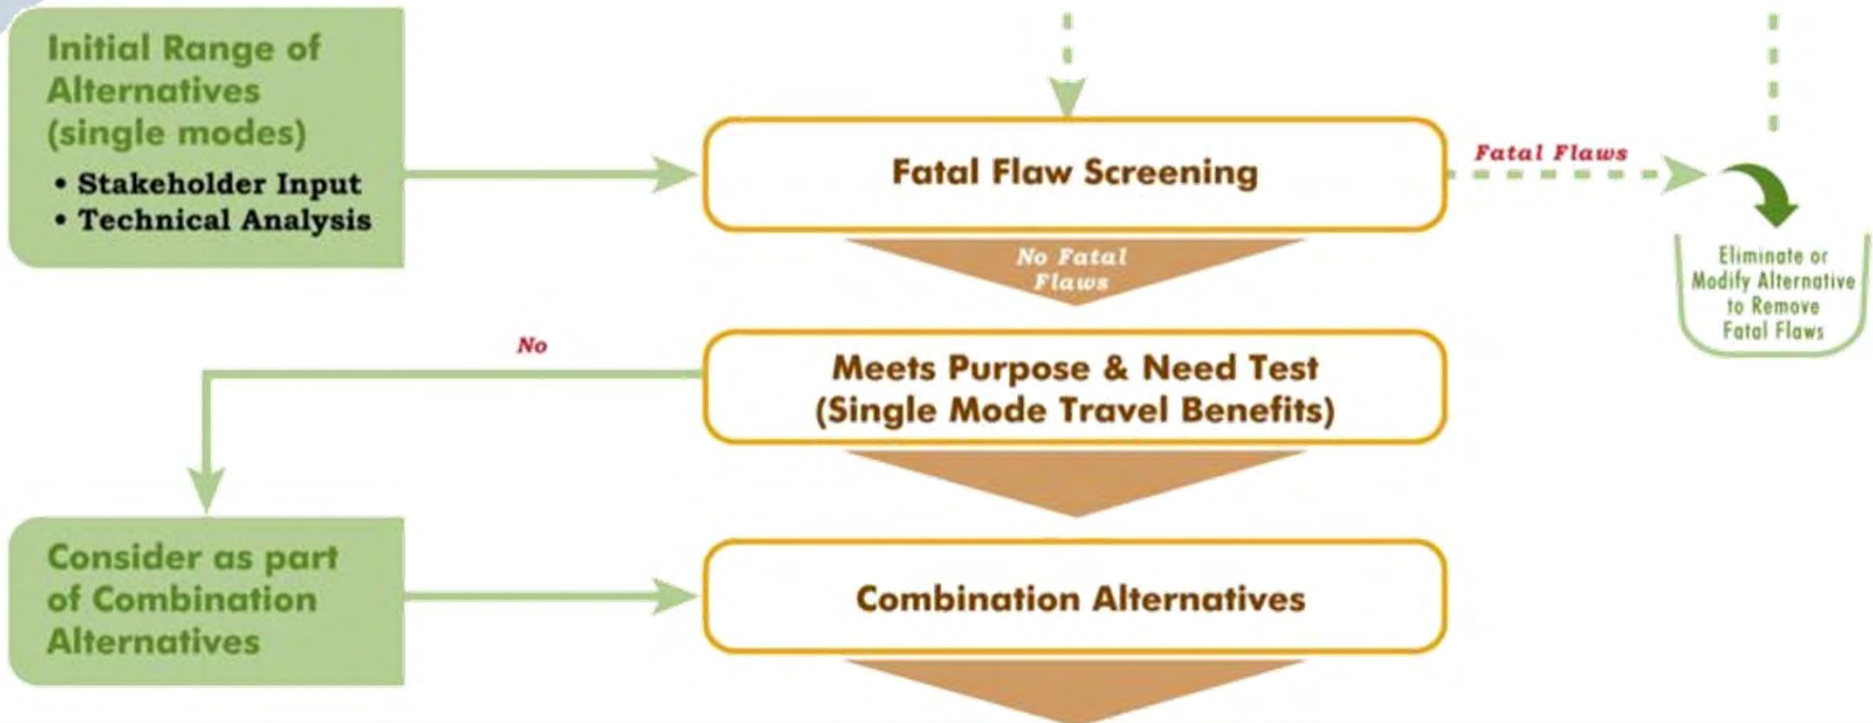 Initial Range of
Alternatives
(single modes)
• Stakeholder Input
• Technical Analysis
Fatal Flaw Screening
Fatal Flaws
No Fatal
Flaws
Eliminate or
Modify Alternative
to Remove
Fatal Flaws
No
Meets Purpose & Need Test
(Single Mode Travel Benefits)
Consider as part
of Combination
Alternatives
Combination Alternatives